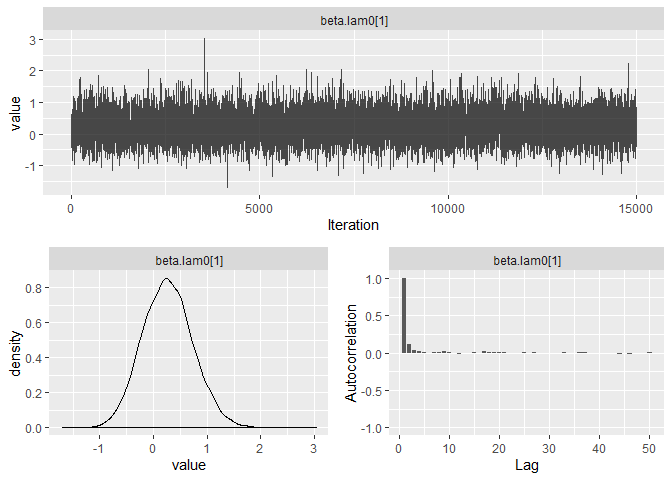 beta.lam0[1]
3
2
1
0
-1
value
0 5000 10000 15000
Iteration
beta.lam0[1]
0.8
0.6
0.4
0.2
0.0
density
-1 0 1 2 3
value
beta.lam0[1]
1.0
0.5
0.0
-0.5
-1.0
Autocorrelation
0 10 20 30 40 50
Lag